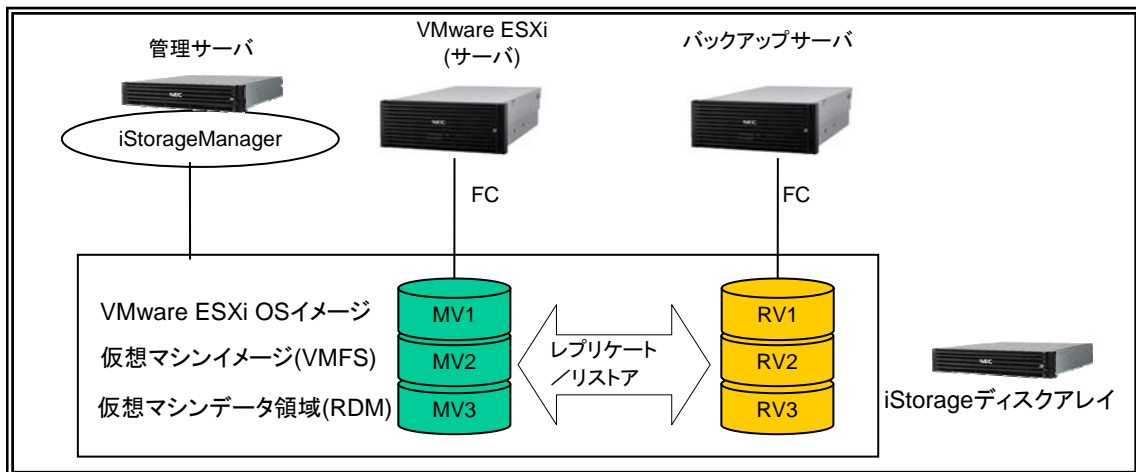 管理サーバ
VMware ESXi
(サーバ)
バックアップサーバ
NEC
NEC
NEC
iStorageManager
FC
FC
VMware ESXi OSイメージ
MV1
RV1
仮想マシンイメージ(VMFS)
MV2
レプリケート
／リストア
RV2
NEC
仮想マシンデータ領域(RDM)
MV3
RV3
iStorageディスクアレイ